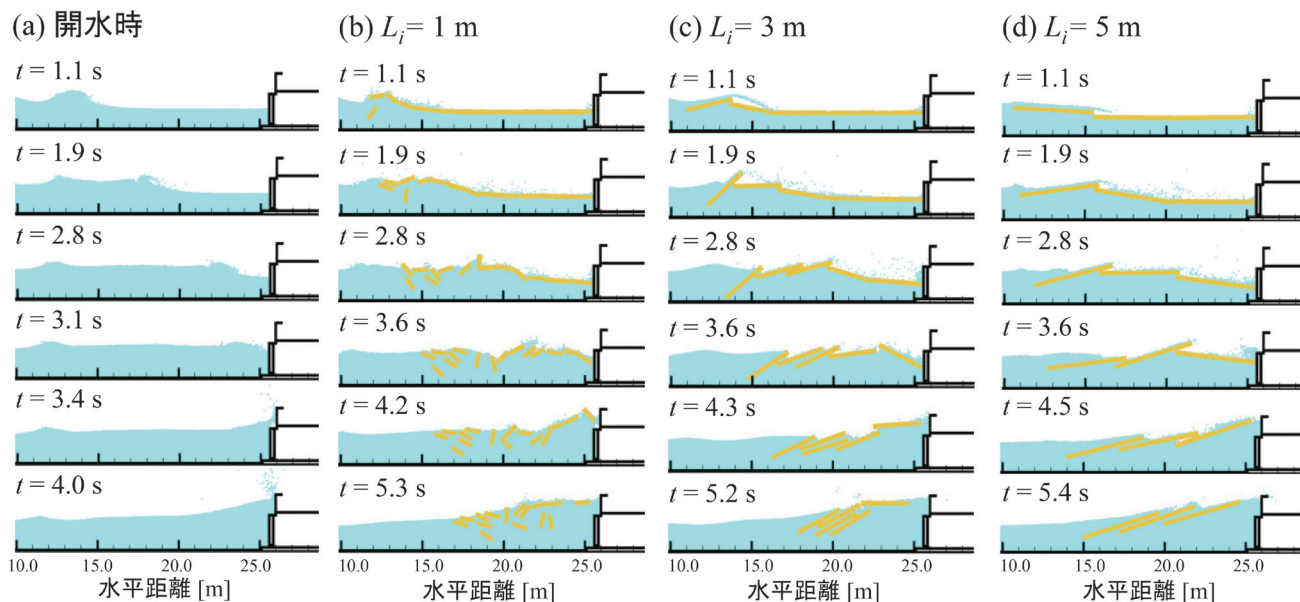 (a) 開水時
t = 1.1 s
t = 1.9 s
t = 2.8 s
t = 3.1 s
t = 3.4 s
t = 4.0 s
10.0 15.0 20.0 25.0
水平距離 [m]
(b) Li= 1 m
t = 1.1 s
t = 1.9 s
t = 2.8 s
t = 3.6 s
t = 4.2 s
t = 5.3 s
10.0 15.0 20.0 25.0
水平距離 [m]
(c) Li= 3 m
t = 1.1 s
t = 1.9 s
t = 2.8 s
t = 3.6 s
t = 4.3 s
t = 5.2 s
10.0 15.0 20.0 25.0
水平距離 [m]
(d) Li= 5 m
t = 1.1 s
t = 1.9 s
t = 2.8 s
t = 3.6 s
t = 4.5 s
t = 5.4 s
10.0 15.0 20.0 25.0
水平距離 [m]